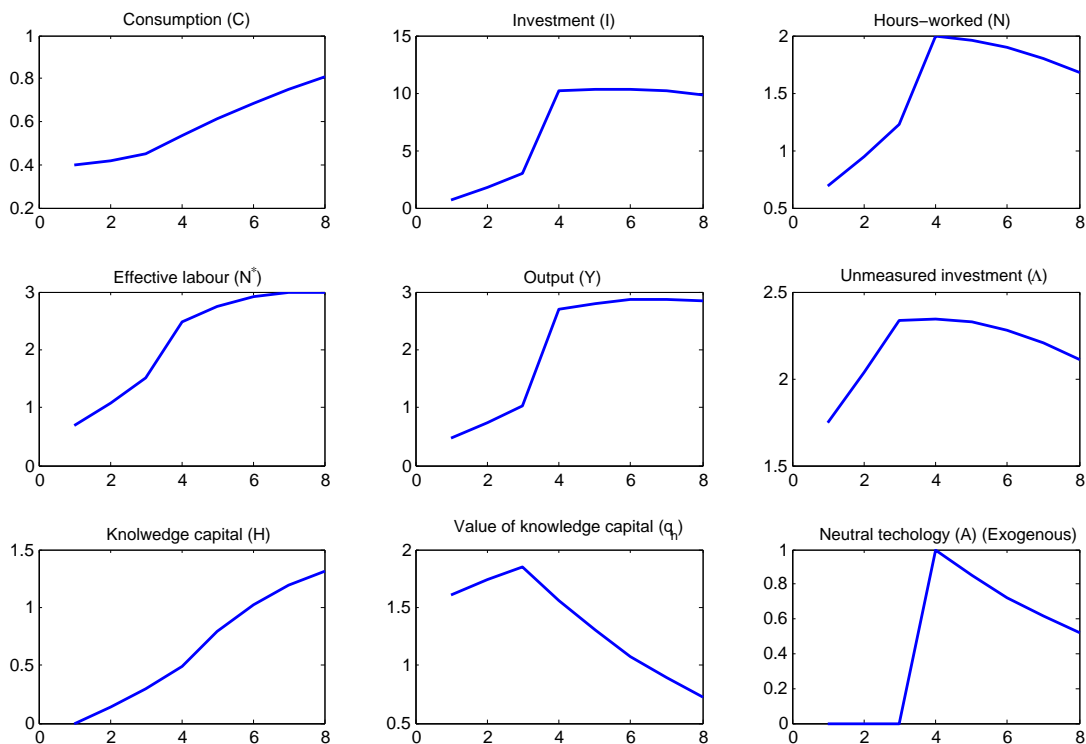 Consumption (C)
1
0.8
0.6
0.4
0.2
0 2 4 6 8
Investment (I)
15
10
5
0
0 2 4 6 8
Hours−worked (N)
2
1.5
1
0.5
0 2 4 6 8
Effective labour (N*)
3
2
1
0
0 2 4 6 8
Output (Y)
3
2
1
0
0 2 4 6 8
Unmeasured investment (Λ)
2.5
2
1.5
0 2 4 6 8
Knolwedge capital (H)
1.5
1
0.5
0
0 2 4 6 8
Value of knowledge capital (q_h)
2
1.5
1
0.5
0 2 4 6 8
Neutral techology (A) (Exogenous)
1
0.8
0.6
0.4
0.2
0
0 2 4 6 8